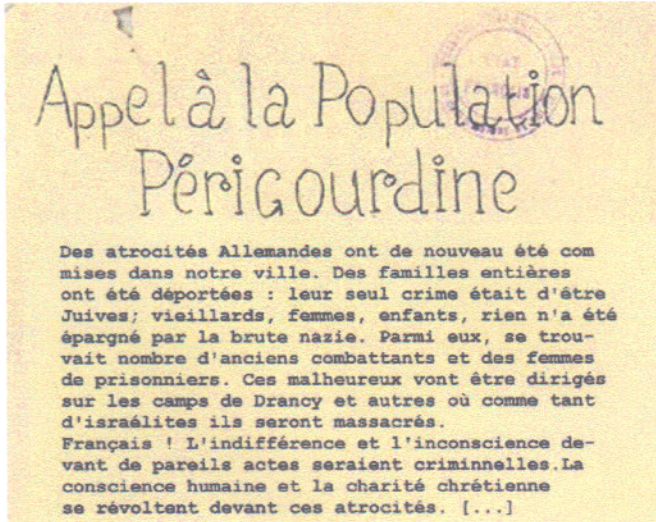 Appel à la Population
Périgourdine
Des atrocités Allemandes ont de nouveau été com
mises dans notre ville. Des familles entières
ont été déportées : leur seul crime était d'être
Juives; vieillards, femmes, enfants, rien n'a été
épargné par la brute nazie. Parmi eux, se trou-
vait nombre d'anciens combattants et des femmes
de prisonniers. Ces malheureux vont être dirigés
sur les camps de Drancy et autres où comme tant
d'israélites ils seront massacrés.
Français ! L'indifférence et l'inconscience de-
vant de pareils actes seraient criminnelles.La
conscience humaine et la charité chrétienne
se révoltent devant ces atrocités. [...]